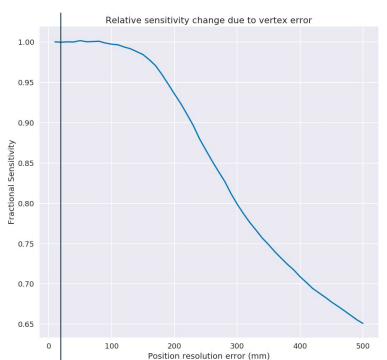 Relative sensitivity change due to vertex error
1.00
0.95
0.90
0.85
0.80
0.75
0.70
0.65
Fractional Sensitivity
0 100 200 300 400 500
Position resolution error (mm)